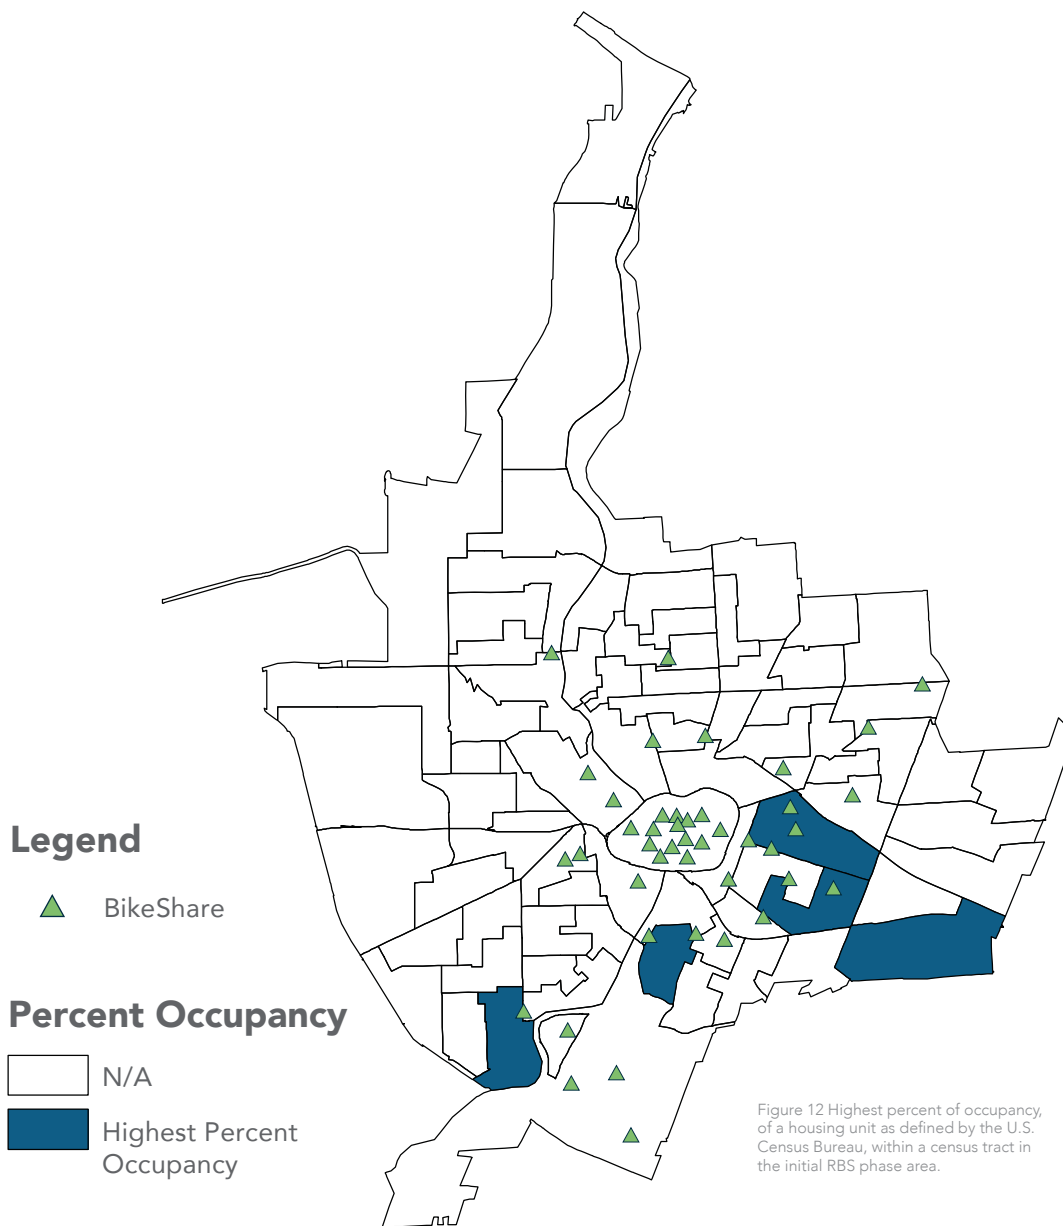 Legend
BikeShare
Percent Occupancy
N/A
Highest Percent
Occupancy
Figure 12 Highest percent of occupancy,
of a housing unit as defined by the U.S.
Census Bureau, within a census tract in
the initial RBS phase area.